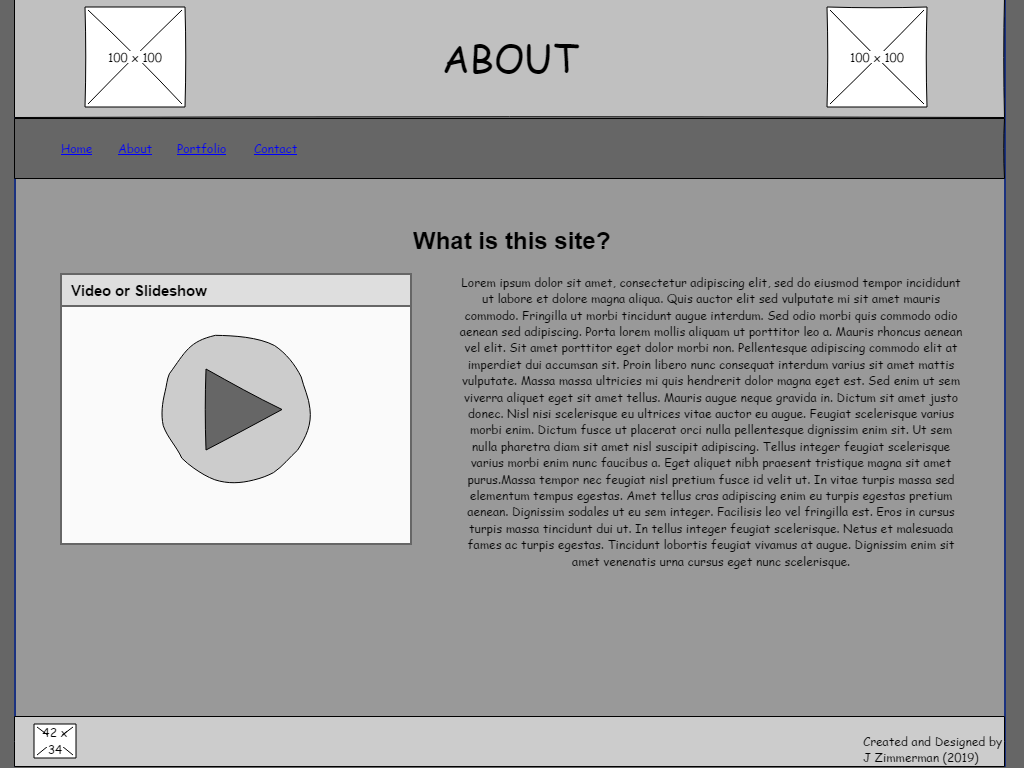 100 x 100
ABOUT
100 x 100
Home About Portfolio Contact
What is this site?
Video or Slideshow
Lorem ipsum dolor sit amet, consectetur adipiscing elit, sed do eiusmod tempor incididunt
ut labore et dolore magna aliqua. Quis auctor elit sed vulputate mi sit amet mauris
commodo. Fringilla ut morbi tincidunt augue interdum. Sed odio morbi quis commodo odio
aenean sed adipiscing. Porta lorem mollis aliquam ut porttitor leo a. Mauris rhoncus aenean
vel elit. Sit amet porttitor eget dolor morbi non. Pellentesque adipiscing commodo elit at
imperdiet dui accumsan sit. Proin libero nunc consequat interdum varius sit amet mattis
vulputate. Massa massa ultricies mi quis hendrerit dolor magna eget est. Sed enim ut sem
viverra aliquet eget sit amet tellus. Mauris augue neque gravida in. Dictum sit amet justo
donec. Nisl nisi scelerisque eu ultrices vitae auctor eu augue. Feugiat scelerisque varius
morbi enim. Dictum fusce ut placerat orci nulla pellentesque dignissim enim sit. Ut sem
nulla pharetra diam sit amet nisl suscipit adipiscing. Tellus integer feugiat scelerisque
varius morbi enim nunc faucibus a. Eget aliquet nibh praesent tristique magna sit amet
purus.Massa tempor nec feugiat nisl pretium fusce id velit ut. In vitae turpis massa sed
elementum tempus egestas. Amet tellus cras adipiscing enim eu turpis egestas pretium
aenean. Dignissim sodales ut eu sem integer. Facilisis leo vel fringilla est. Eros in cursus
turpis massa tincidunt dui ut. In tellus integer feugiat scelerisque. Netus et malesuada
fames ac turpis egestas. Tincidunt lobortis feugiat vivamus at augue. Dignissim enim sit
amet venenatis urna cursus eget nunc scelerisque.
42 x
34
Created and Designed by
J Zimmerman (2019)